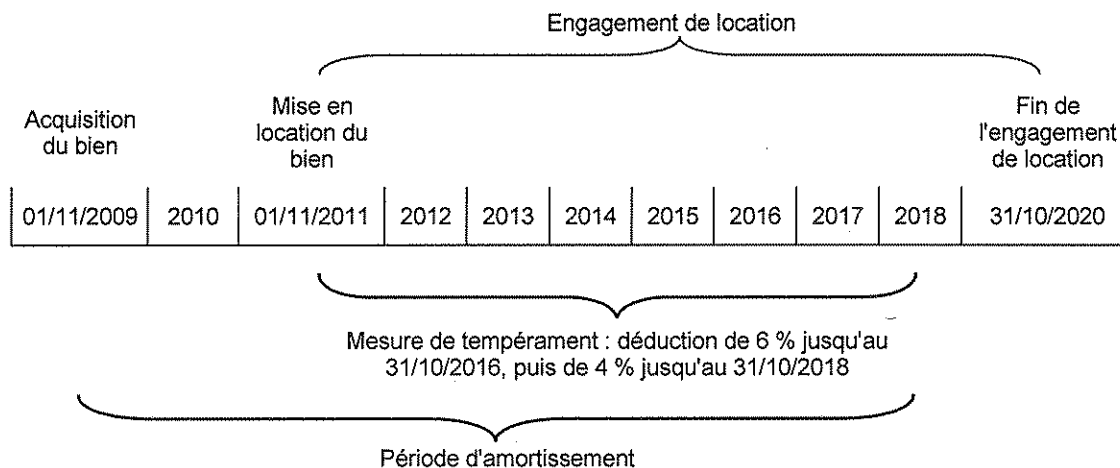 Engagement de location
Acquisition
du bien
Mise en
location du
bien
Fin de
l'engagement
de location
01/11/2009 2010 01/11/2011 2012 2013 2014 2015 2016 2017 2018 31/10/2020
Mesure de tempérament : déduction de 6 % jusqu'au
31/10/2016, puis de 4 % jusqu'au 31/10/2018
Période d'amortissement